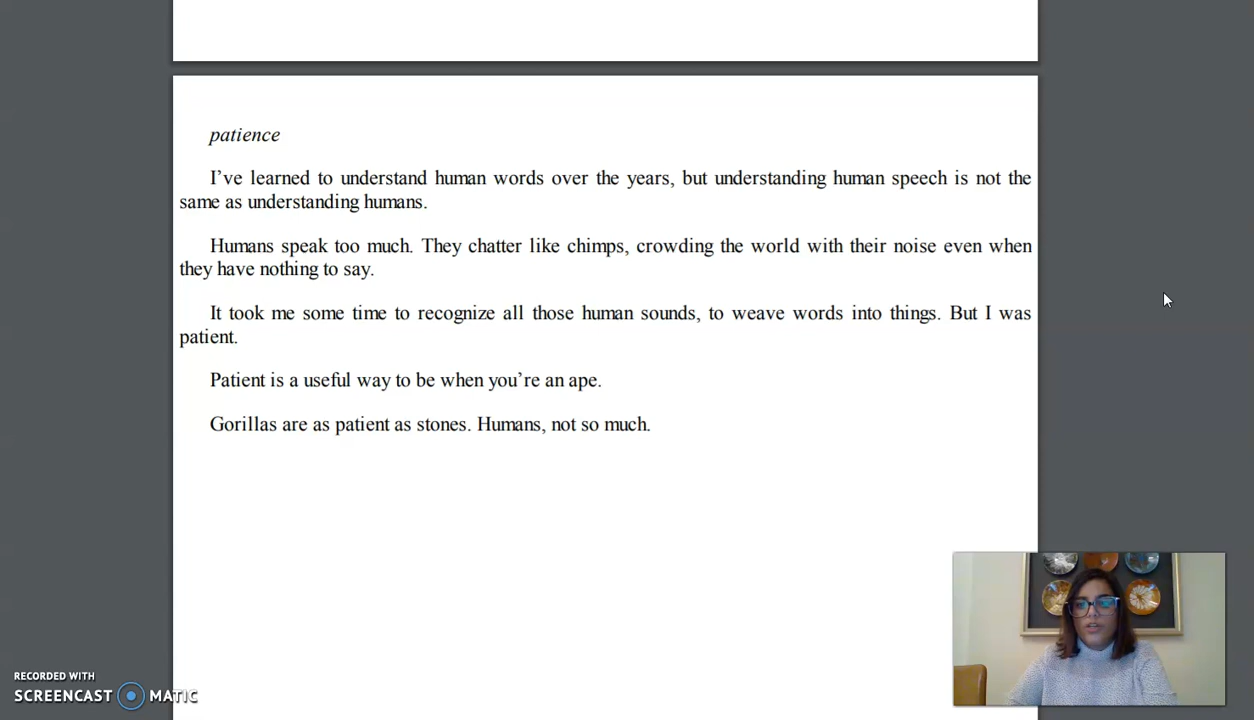 patience
I’ve learned to understand human words over the years, but understanding human speech is not the
same as understanding humans.
Humans speak too much. They chatter like chimps, crowding the world with their noise even when
they have nothing to say.
It took me some time to recognize all those human sounds, to weave words into things. But I was
patient.
Patient is a useful way to be when you’re an ape.
Gorillas are as patient as stones. Humans, not so much.
RECORDED WITH
SCREENCAST MATIC